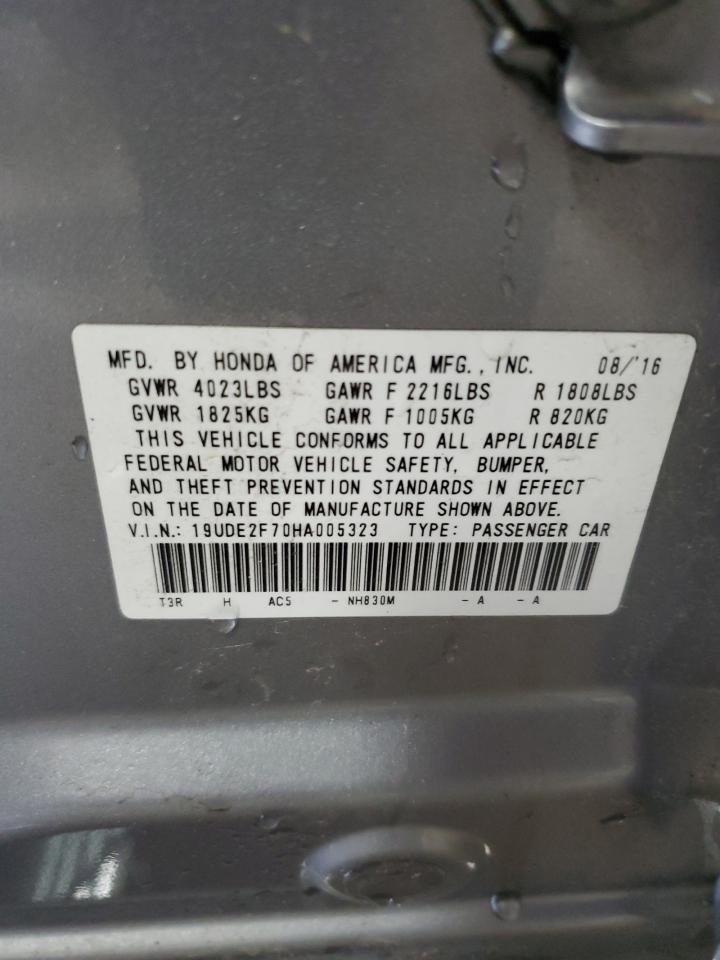 MFD. BY HONDA OF AMERICA MFG., INC. 08/'16
GVWR 4023LBS GAWR F 2216LBS R 1808LBS
GVWR 1825KG GAWR F 1005KG R 820KG
THIS VEHICLE CONFORMS TO ALL APPLICABLE
FEDERAL MOTOR VEHICLE SAFETY, BUMPER,
AND THEFT PREVENTION STANDARDS IN EFFECT
ON THE DATE OF MANUFACTURE SHOWN ABOVE.
V.I.N.: 19UDE2F70HA005323 TYPE: PASSENGER CAR
T3R H AC5 - NH830M - A - A